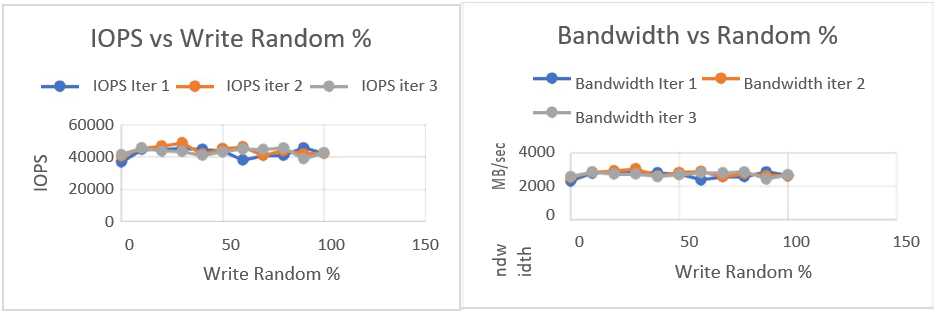 IOPS vs Write Random %
IOPS Iter 1 IOPS iter 2 IOPS iter 3
60000
40000
20000
0
IOPS
0 50 100 150
Write Random %
Bandwidth vs Random %
Bandwidth Iter 1 Bandwidth iter 2
Bandwidth iter 3
4000
2000
0
MB/sec
ndw
idth
0 50 100 150
Write Random %